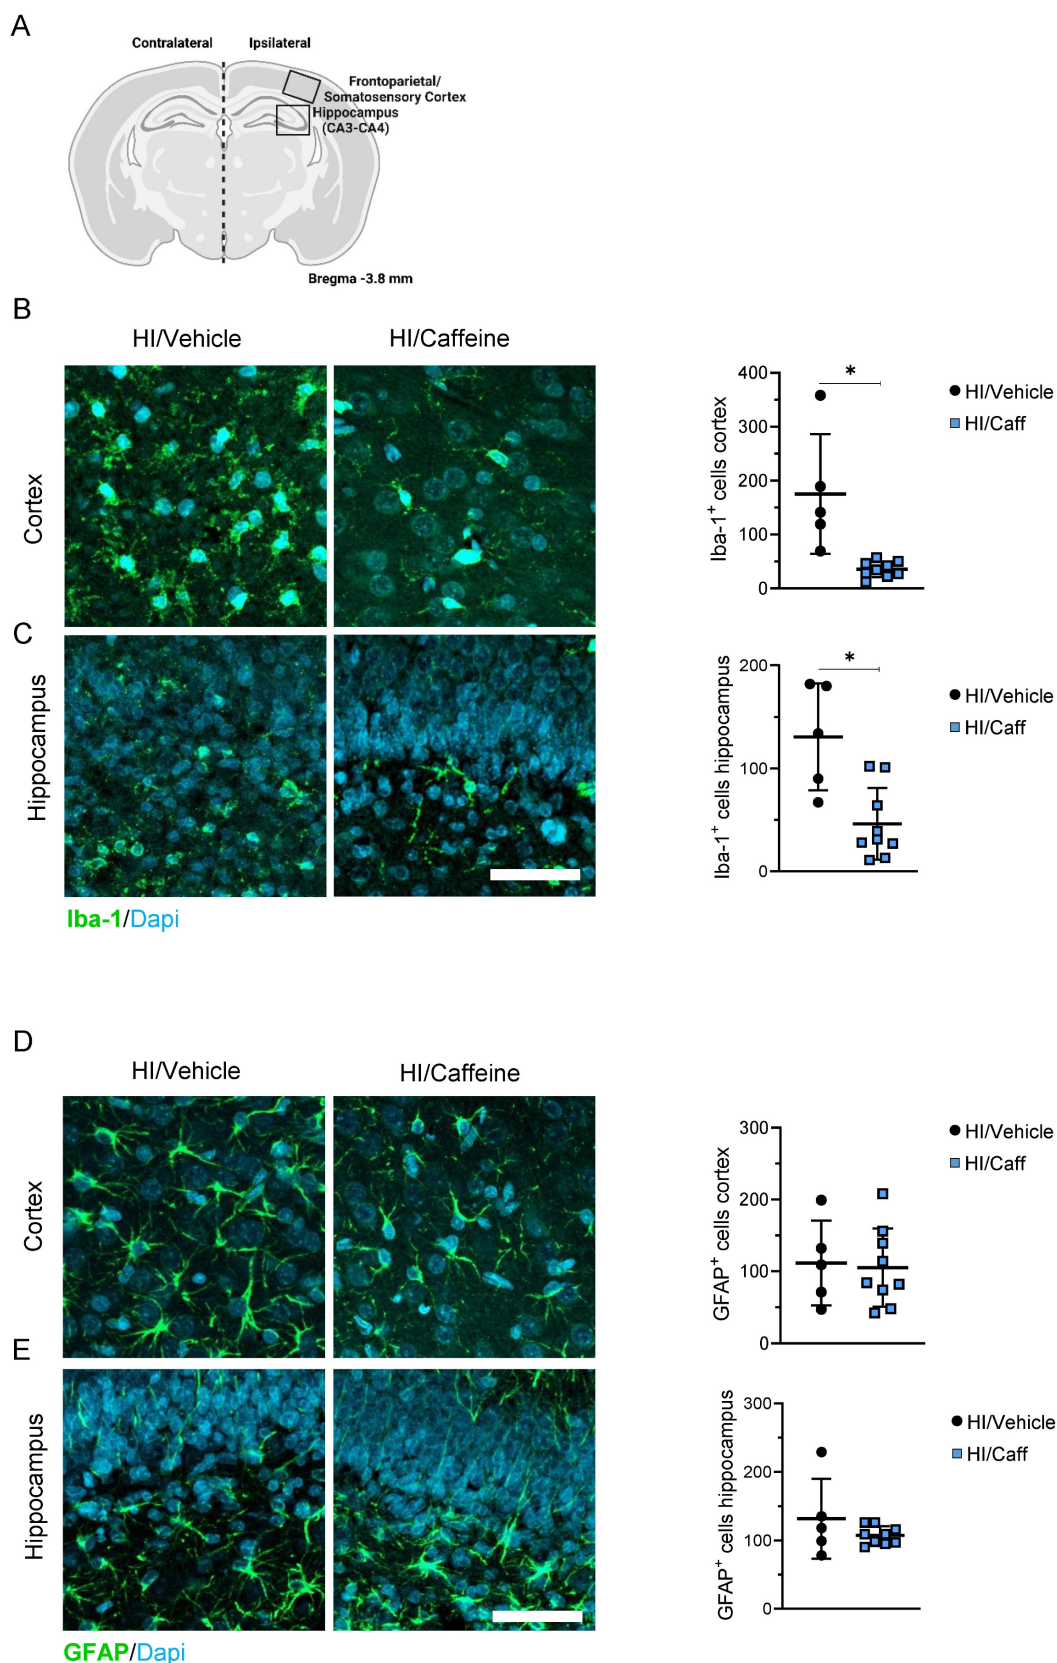 A
Contralateral Ipsilateral
Frontoparietal/
Somatosensory Cortex
Hippocampus
(CA3-CA4)
Bregma -3.8 mm
B
HI/Vehicle HI/Caffeine
Cortex
Iba-1+ cells cortex
400
300
200
100
0
*
HI/Vehicle
HI/Caff
C
Hippocampus
Iba-1+ cells hippocampus
200
100
0
*
HI/Vehicle
HI/Caff
Iba-1/Dapi
D
HI/Vehicle HI/Caffeine
Cortex
GFAP+ cells cortex
300
200
100
0
HI/Vehicle
HI/Caff
E
Hippocampus
GFAP+ cells hippocampus
300
200
100
0
HI/Vehicle
HI/Caff
GFAP/Dapi